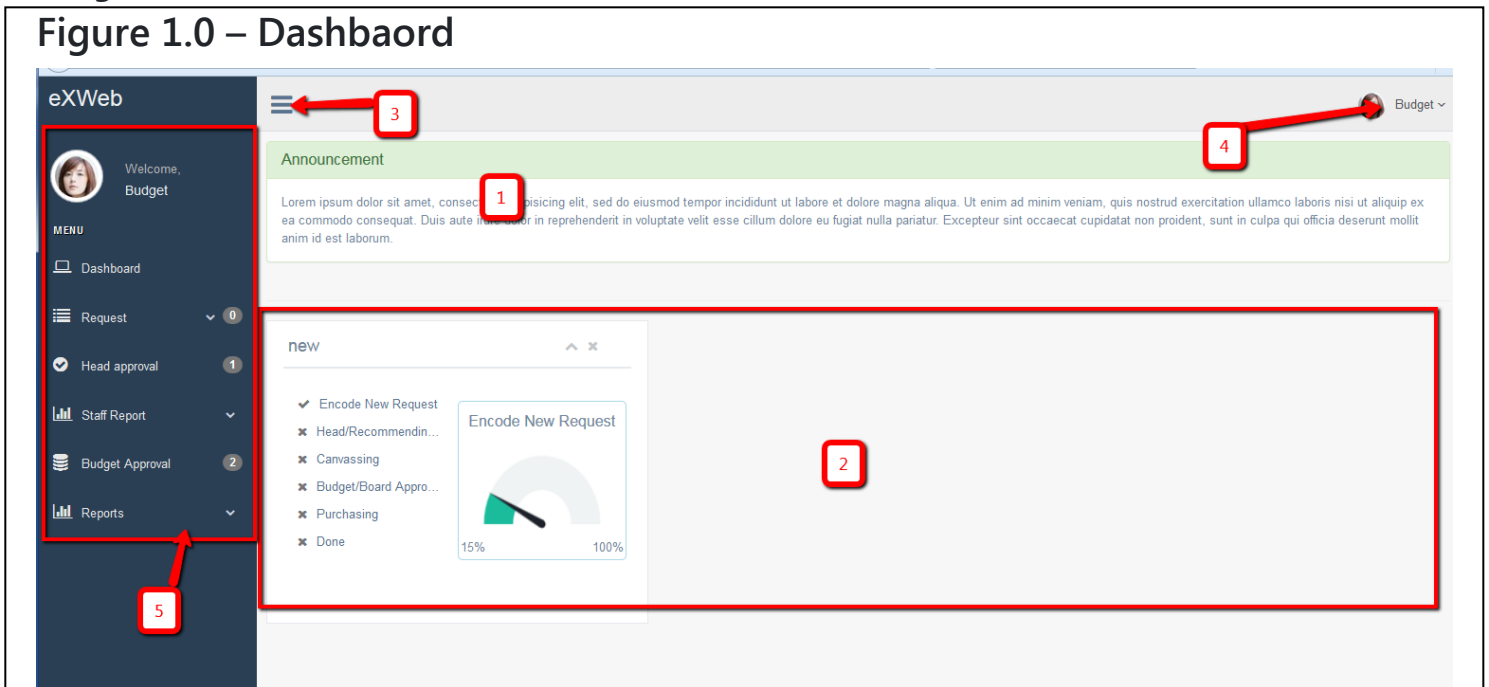 Figure 1.0 – Dashbaord
eXWeb
3
Budget
4
Welcome,
Budget
MENU
Dashboard
Request 0
Head approval 1
Staff Report
Budget Approval 2
Reports
5
Announcement
1
Lorem ipsum dolor sit amet, elit, sed do eiusmod tempor incididunt ut labore et dolore magna aliqua. Ut enim ad minim veniam, quis nostrud exercitation ullamco laboris nisi ut aliquip ex
ea commodo consequat. Duis aute dolor in reprehenderit in voluptate velit esse cillum dolore eu fugiat nulla pariatur. Excepteur sint occaecat cupidatat non proident, sunt in culpa qui officia deserunt mollit
anim id est laborum.
new
Encode New Request
Head/Recommendin...
Canvassing
Budget/Board Appro...
Purchasing
Done
Encode New Request
15% 100%
2